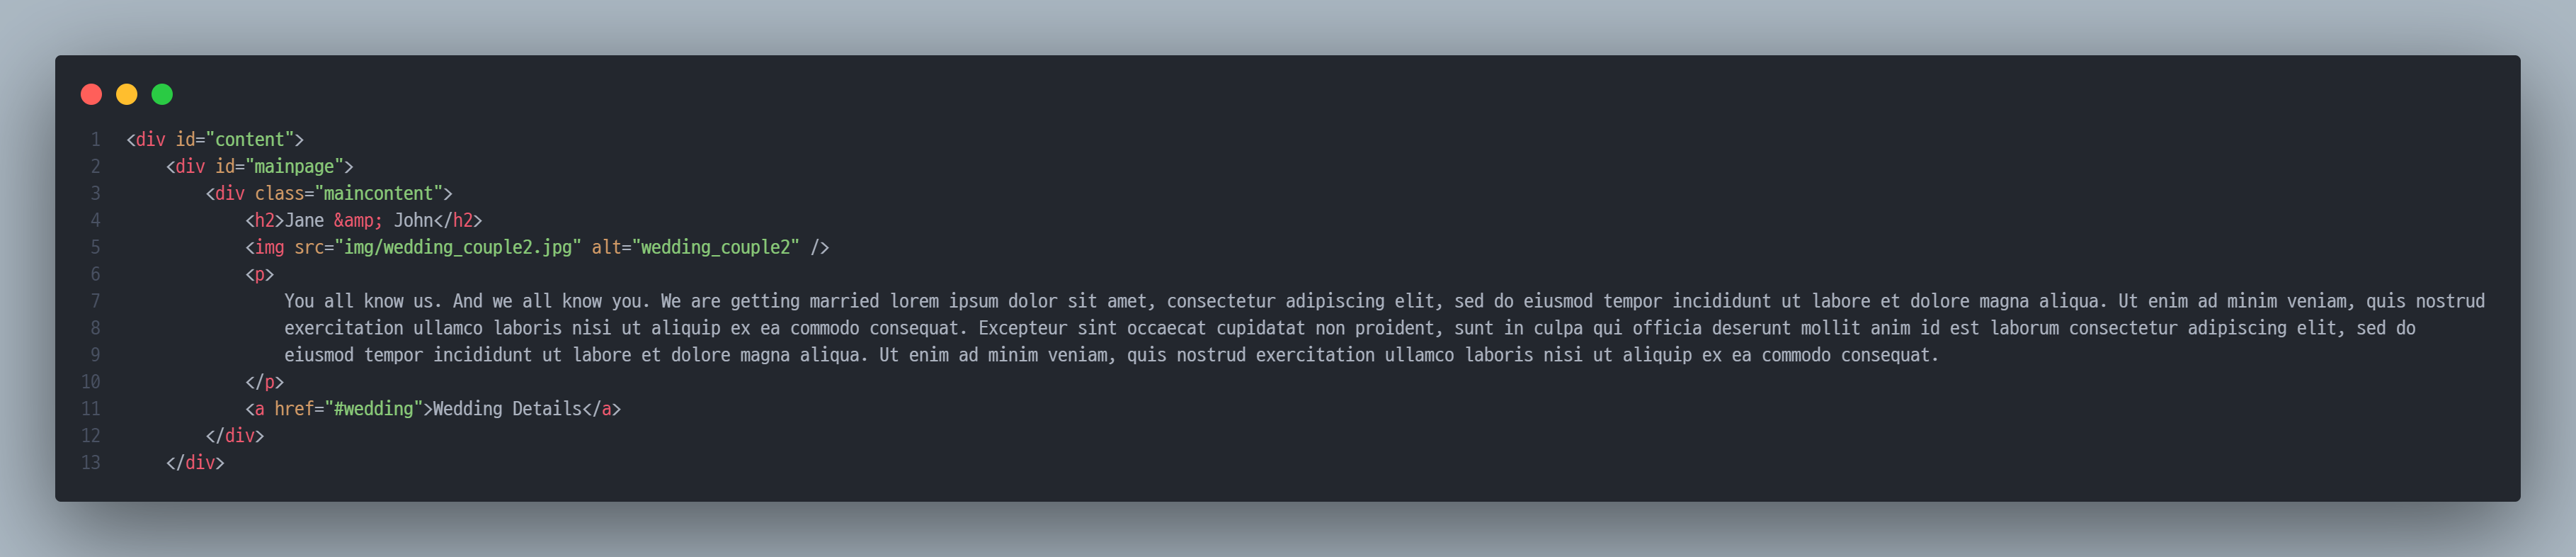 1 <div id="content">
2     <div id="mainpage">
3         <div class="maincontent">
4             <h2>Jane &amp; John</h2>
5             <img src="img/wedding_couple2.jpg" alt="wedding_couple2" />
6             <p>
7                 You all know us. And we all know you. We are getting married lorem ipsum dolor sit amet, consectetur adipiscing elit, sed do eiusmod tempor incididunt ut labore et dolore magna aliqua. Ut enim ad minim veniam, quis nostrud
8                 exercitation ullamco laboris nisi ut aliquip ex ea commodo consequat. Excepteur sint occaecat cupidatat non proident, sunt in culpa qui officia deserunt mollit anim id est laborum consectetur adipiscing elit, sed do
9                 eiusmod tempor incididunt ut labore et dolore magna aliqua. Ut enim ad minim veniam, quis nostrud exercitation ullamco laboris nisi ut aliquip ex ea commodo consequat.
10             </p>
11             <a href="#wedding">Wedding Details</a>
12         </div>
13     </div>